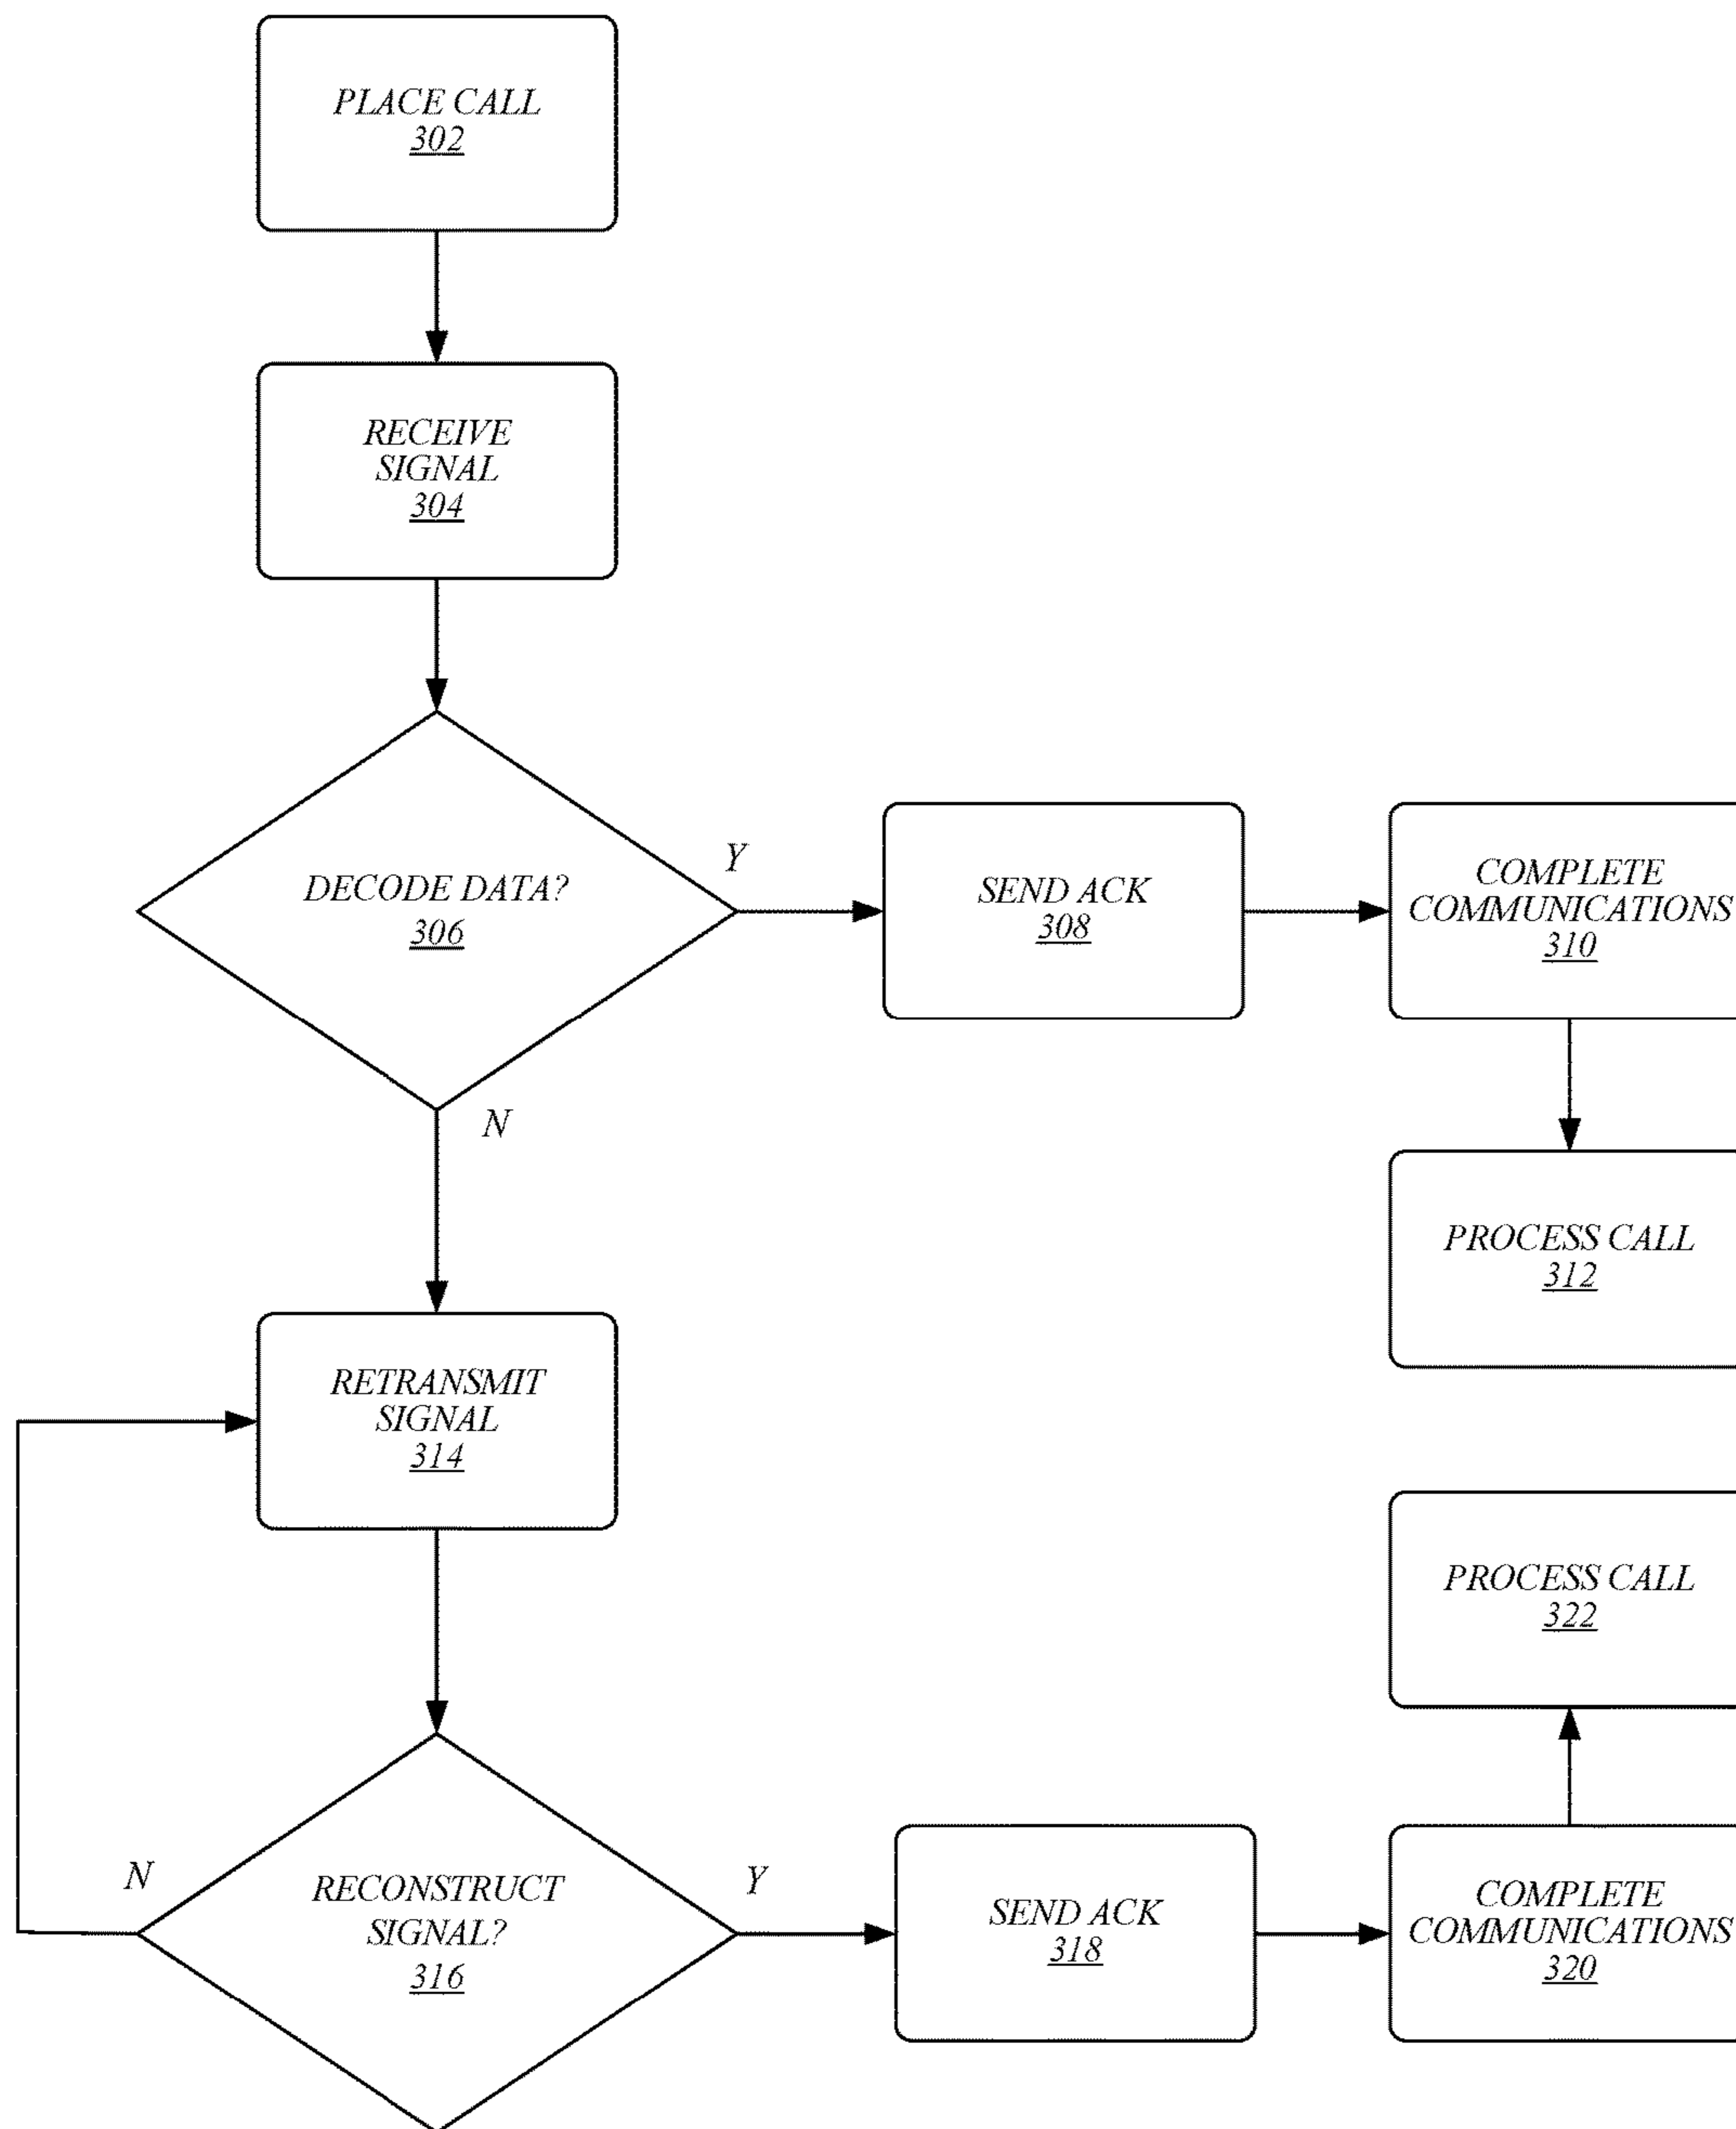 PLACE CALL
302
RECEIVE
SIGNAL
304
DECODE DATA?
306
Y
SEND ACK
308
COMPLETE
COMMUNICATIONS
310
N
PROCESS CALL
312
RETRANSMIT
SIGNAL
314
PROCESS CALL
322
N
RECONSTRUCT
SIGNAL?
316
Y
SEND ACK
318
COMPLETE
COMMUNICATIONS
320